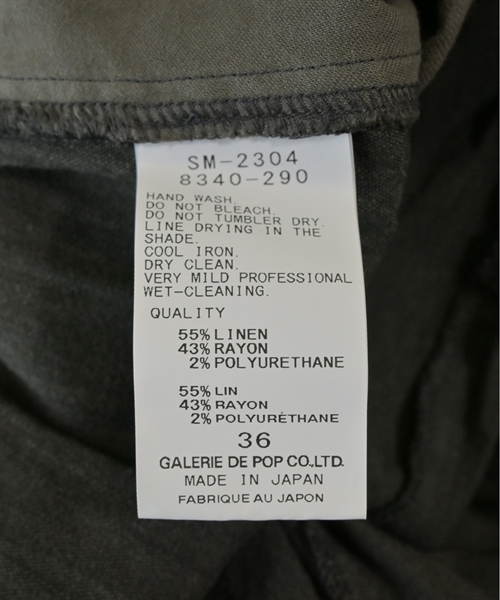 SM-2304
8340-290
HAND WASH.
DO NOT BLEACH.
DO NOT TUMBLER DRY.
LINE DRYING IN THE
SHADE.
COOL IRON.
DRY CLEAN.
VERY MILD PROFESSIONAL
WET-CLEANING.
QUALITY
55% LINEN
43% RAYON
2% POLYURETHANE
55% LIN
43% RAYON
2% POLYURÉTHANE
36
GALERIE DE POP CO.,LTD.
MADE IN JAPAN
FABRIQUE AU JAPON